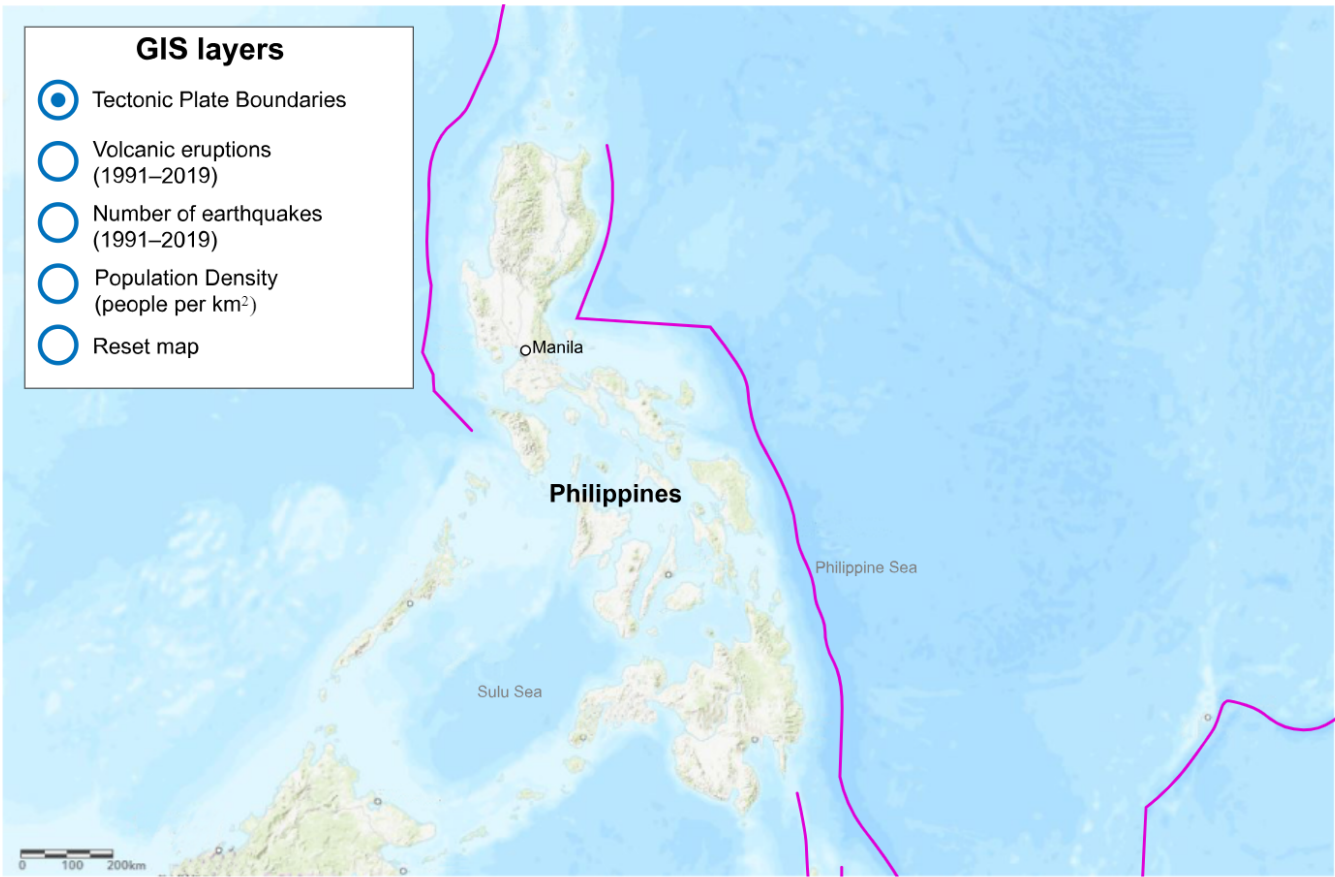 GIS layers
Tectonic Plate Boundaries
Volcanic eruptions
(1991–2019)
Number of earthquakes
(1991–2019)
Population Density
(people per km²)
Reset map
Manila
Philippines
Philippine Sea
Sulu Sea
0 100 200km